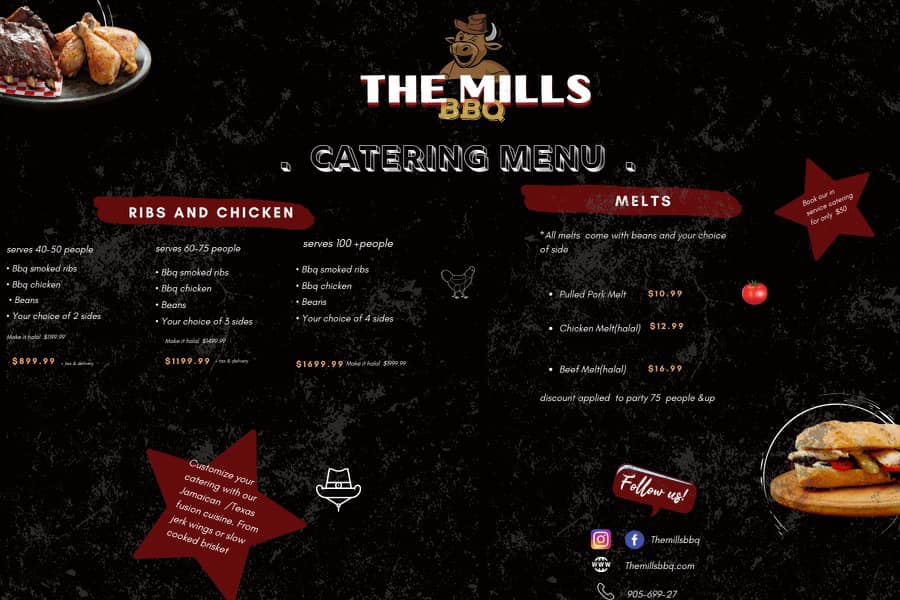 THE MILLS
BBQ
. CATERING MENU .
RIBS AND CHICKEN
serves 40-50 people
• Bbq smoked ribs
• Bbq chicken
• Beans
• Your choice of 2 sides
Make it halal $1199.99
$899.99 + tax & delivery
serves 60-75 people
• Bbq smoked ribs
• Bbq chicken
• Beans
• Your choice of 3 sides
Make it halal $1499.99
$1199.99 + tax & delivery
serves 100 +people
• Bbq smoked ribs
• Bbq chicken
• Beans
• Your choice of 4 sides
$1699.99 Make it halal $1999.99
MELTS
*All melts come with beans and your choice
of side
• Pulled Pork Melt $10.99
• Chicken Melt(halal) $12.99
• Beef Melt(halal) $16.99
discount applied to party 75 people &up
Book our in
service catering
for only $50
Customize your
catering with our
Jamaican /Texas
fusion cuisine. From
jerk wings or slow
cooked brisket
Follow us!
Themillsbbq
www
Themillsbbq.com
905-699-27